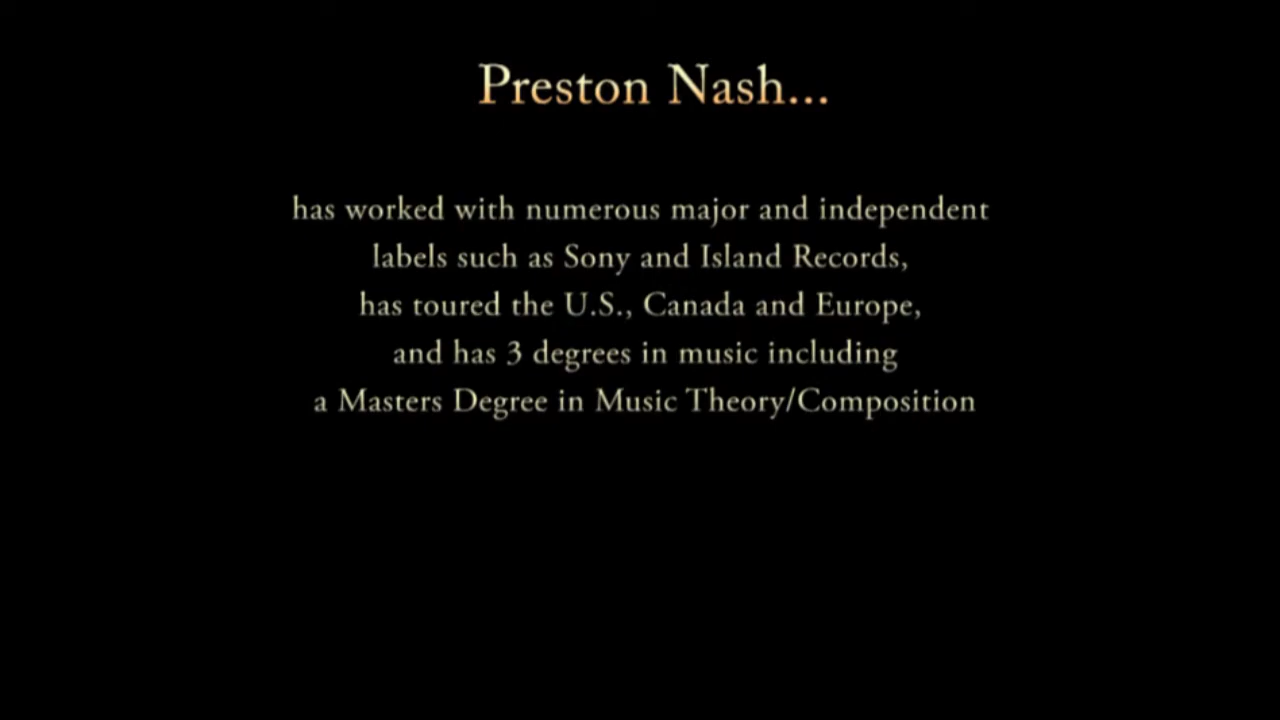 Preston Nash...
has worked with numerous major and independent
labels such as Sony and Island Records,
has toured the U.S., Canada and Europe,
and has 3 degrees in music including
a Masters Degree in Music Theory/Composition